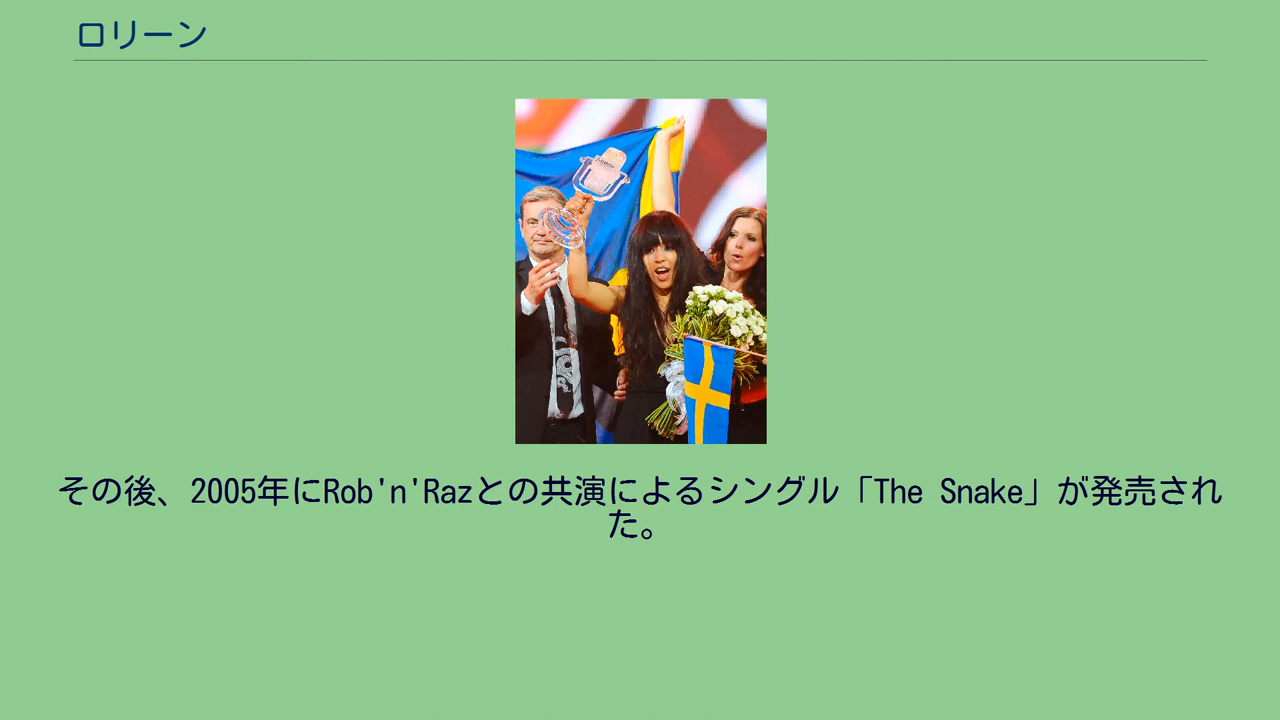 ロリーン
その後、2005年にRob'n'Razとの共演によるシングル「The Snake」が発売され
た。